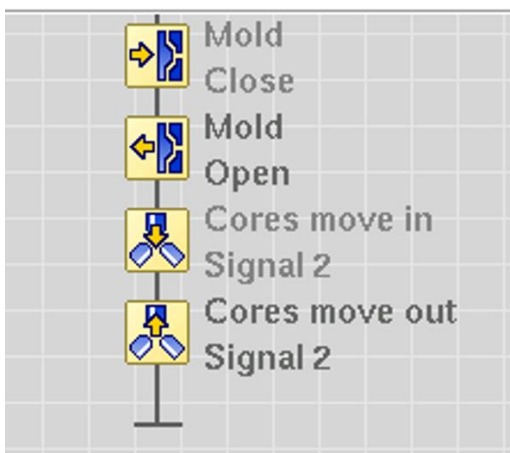 Mold
Close
Mold
Open
Cores move in
Signal 2
Cores move out
Signal 2